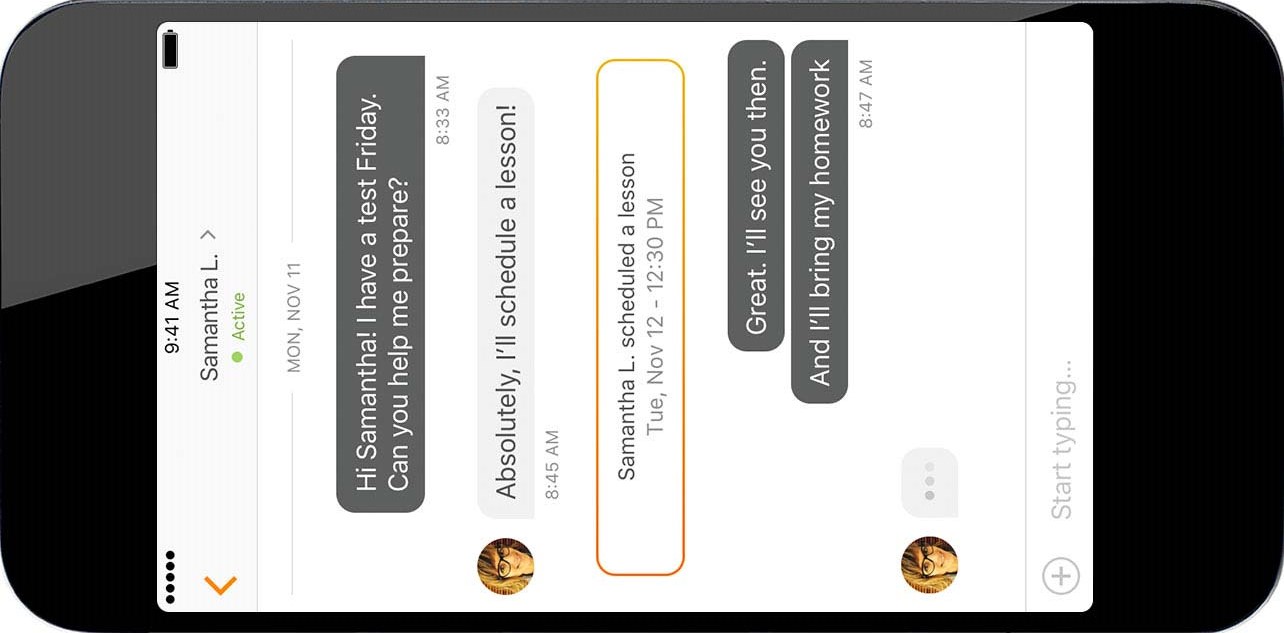 9:41 AM
Samantha L.
Active
MON, NOV 11
Hi Samantha! I have a test Friday.
Can you help me prepare?
8:33 AM
Absolutely, I’ll schedule a lesson!
8:45 AM
Samantha L. scheduled a lesson
Tue, Nov 12 - 12:30 PM
Great. I’ll see you then.
And I’ll bring my homework
8:47 AM
Start typing...